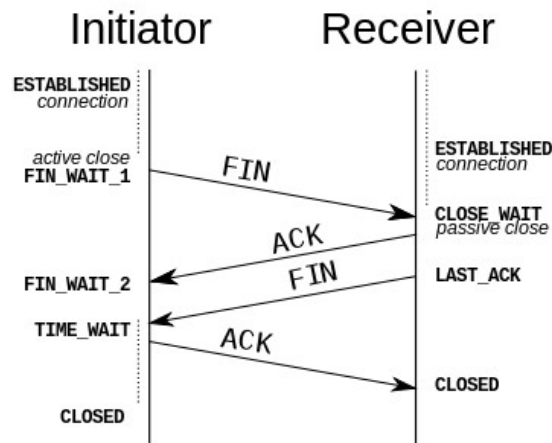 Initiator
Receiver
ESTABLISHED
connection
active close
FIN_WAIT_1
FIN
ESTABLISHED
connection
CLOSE_WAIT
passive close
ACK
FIN_WAIT_2
FIN
LAST_ACK
TIME_WAIT
ACK
CLOSED
CLOSED